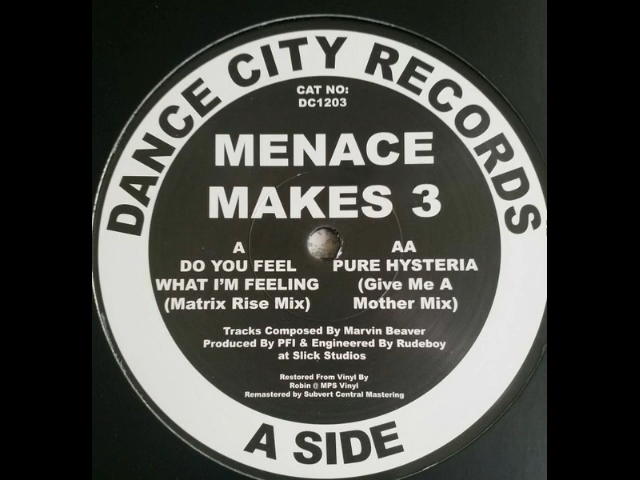 DANCE CITY RECORDS
CAT NO:
DC1203
MENACE
MAKES 3
A
DO YOU FEEL
WHAT I'M FEELING
(Matrix Rise Mix)
AA
PURE HYSTERIA
(Give Me A
Mother Mix)
Tracks Composed By Marvin Beaver
Produced By PFI & Engineered By Rudeboy
at Slick Studios
Restored From Vinyl By
Robin @ MPS Vinyl
Remastered by Subvert Central Mastering
A SIDE